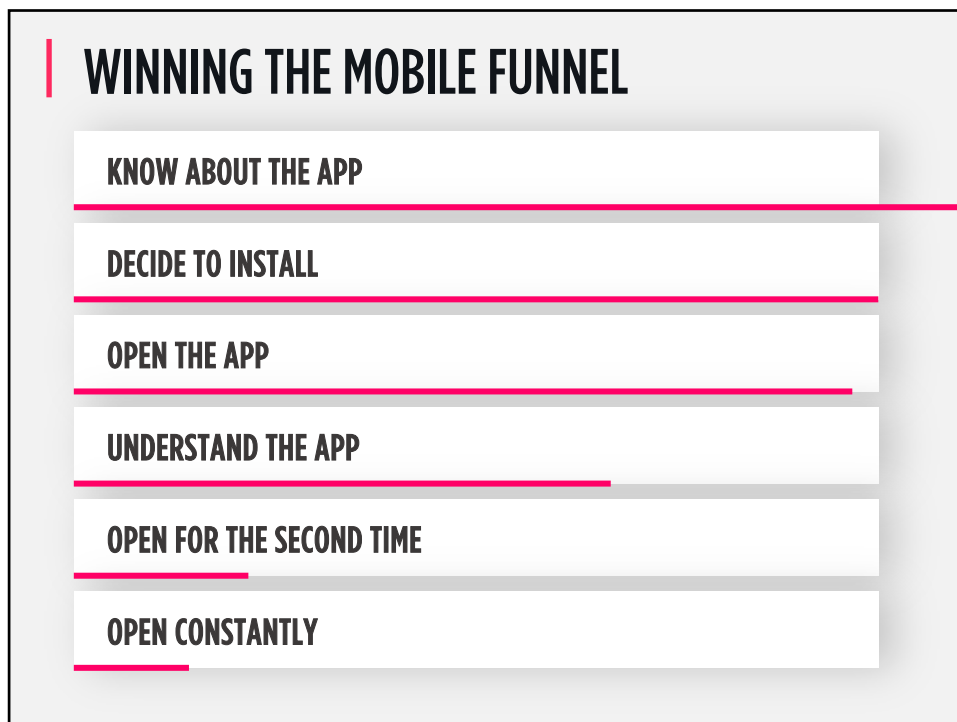 WINNING THE MOBILE FUNNEL
KNOW ABOUT THE APP
DECIDE TO INSTALL
OPEN THE APP
UNDERSTAND THE APP
OPEN FOR THE SECOND TIME
OPEN CONSTANTLY